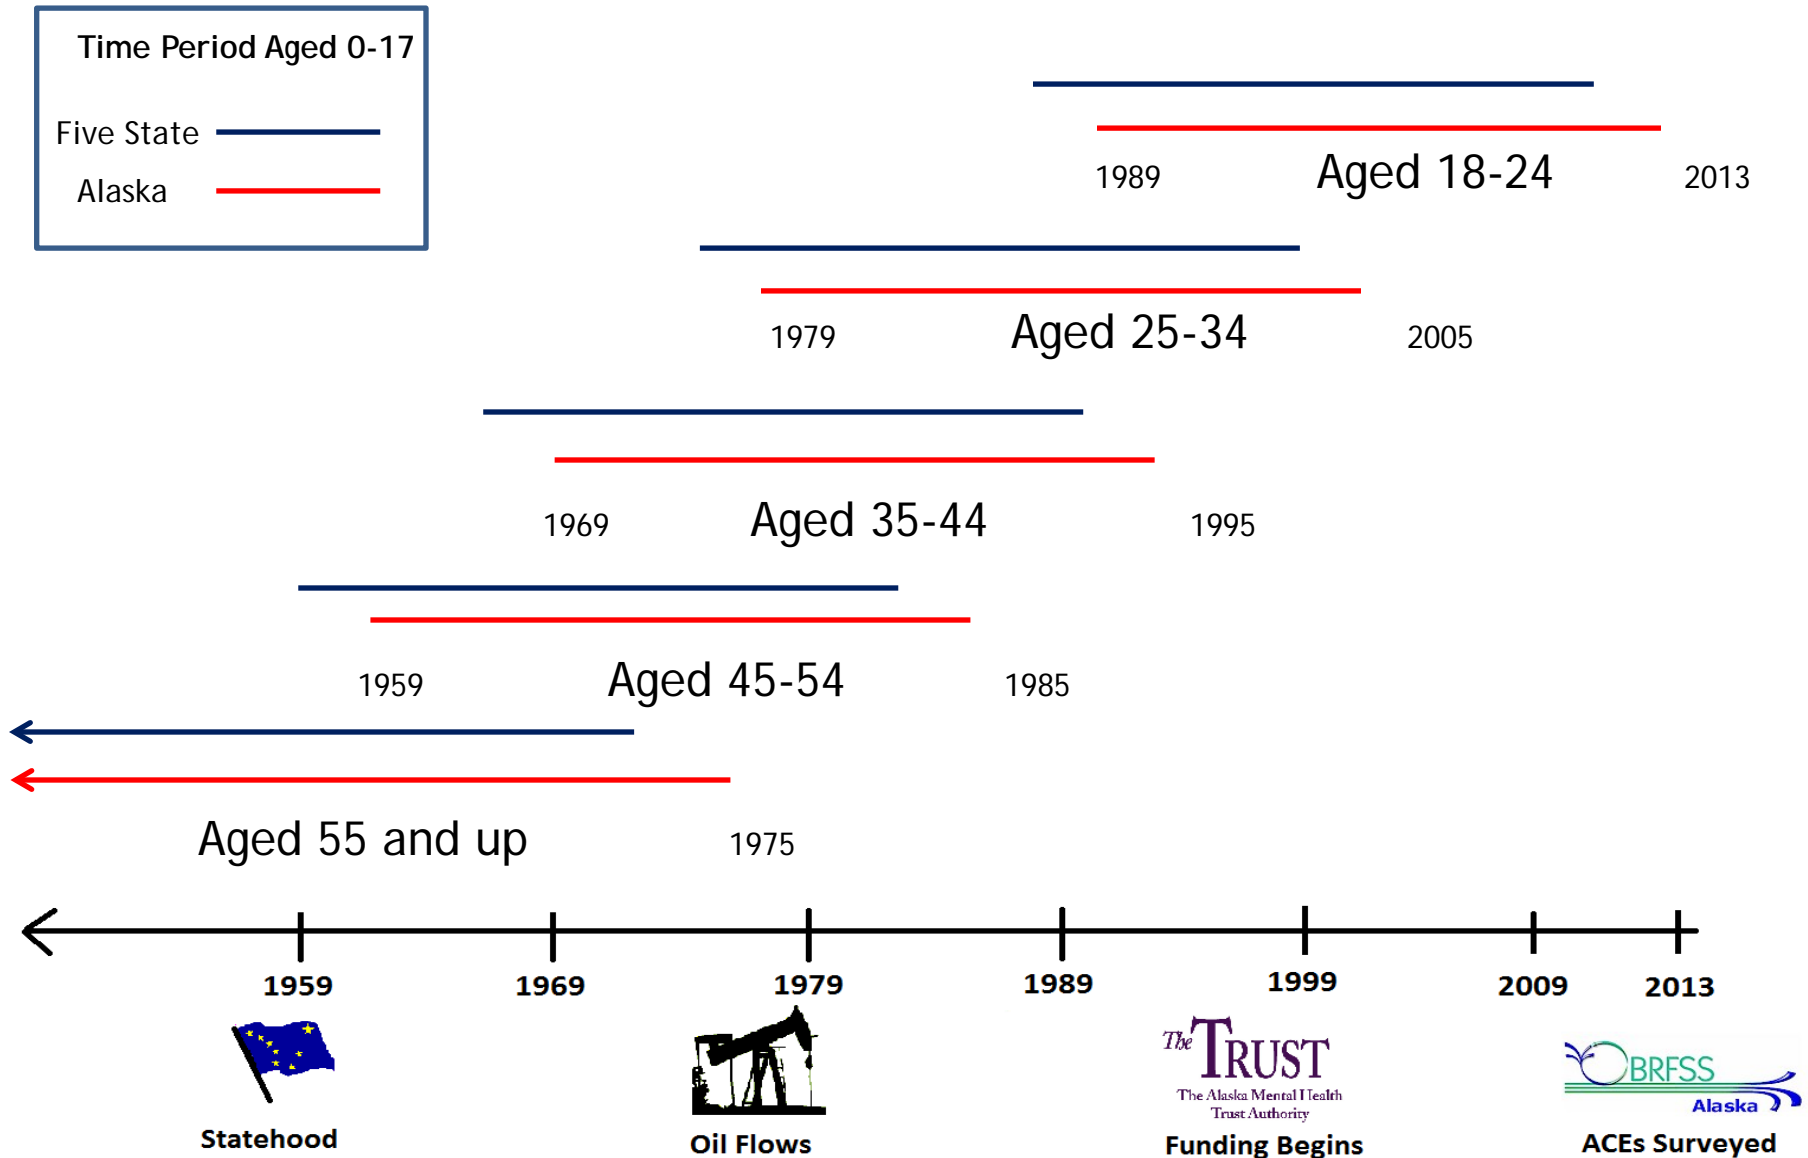 Time Period Aged 0-17
Five State
Alaska
1989 Aged 18-24 2013
1979 Aged 25-34 2005
1969 Aged 35-44 1995
1959 Aged 45-54 1985
Aged 55 and up 1975
1959 1969 1979 1989 1999 2009 2013
The TRUST
The Alaska Mental Health
Trust Authority
BRFSS
Alaska
Statehood Oil Flows Funding Begins ACEs Surveyed